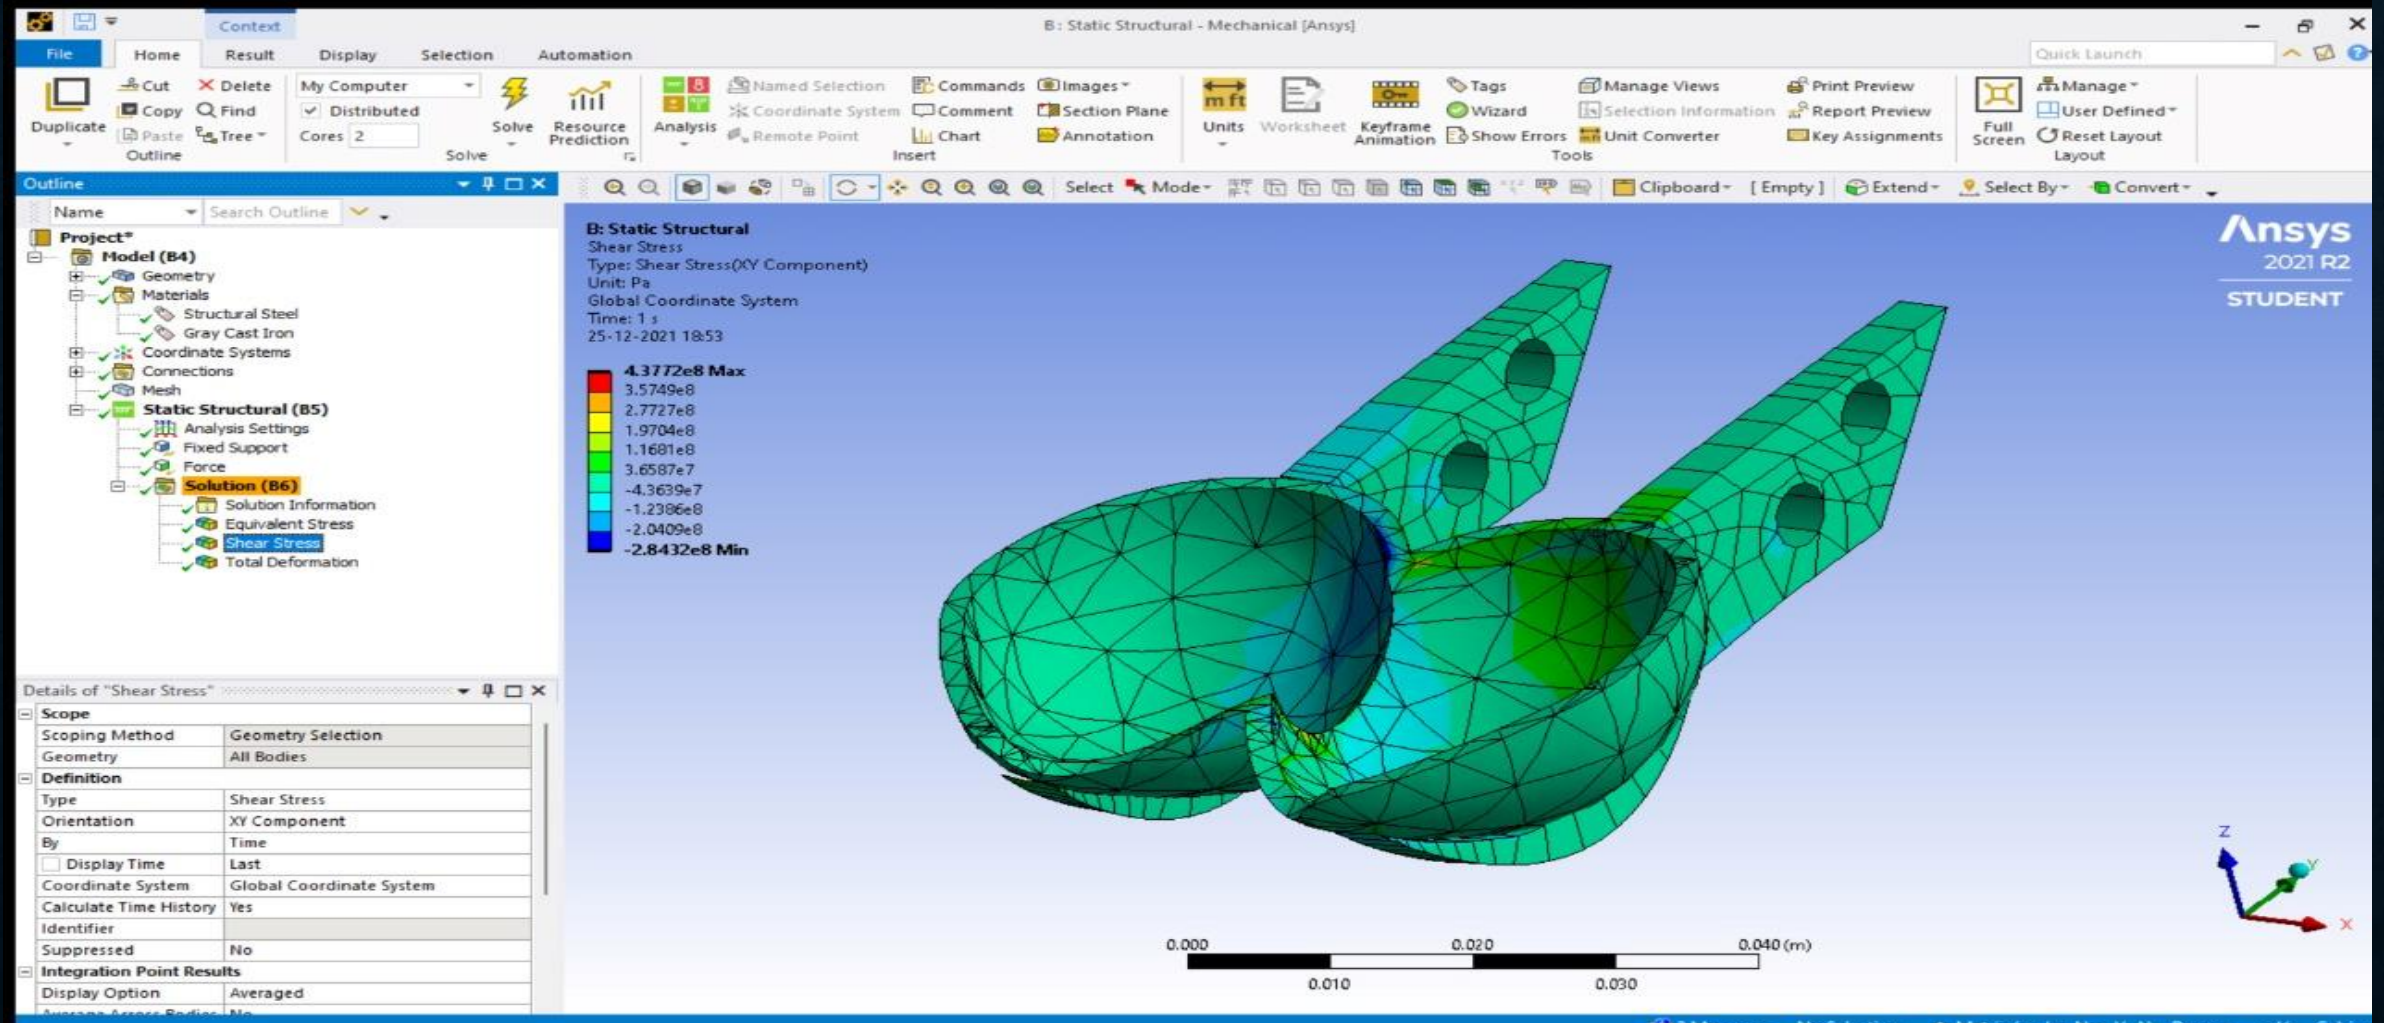 Context
B : Static Structural - Mechanical [Ansys]
File Home Result Display Selection Automation
Quick Launch
Duplicate
Cut
Copy
Paste
Delete
Find
Tree
Outline
My Computer
Distributed
Cores 2
Solve
Resource Prediction
Solve
Analysis
Named Selection
Coordinate System
Remote Point
Commands
Comment
Chart
Images
Section Plane
Annotation
Insert
Units
Worksheet
Keyframe Animation
Tags
Wizard
Show Errors
Manage Views
Selection Information
Unit Converter
Print Preview
Report Preview
Key Assignments
Tools
Full Screen
Manage
User Defined
Reset Layout
Layout
Outline
Select Mode Clipboard [ Empty ] Extend Select By Convert
Name Search Outline
Project*
Model (B4)
Geometry
Materials
Structural Steel
Gray Cast Iron
Coordinate Systems
Connections
Mesh
Static Structural (B5)
Analysis Settings
Fixed Support
Force
Solution (B6)
Solution Information
Equivalent Stress
Shear Stress
Total Deformation
Details of "Shear Stress"
Scope
Scoping Method Geometry Selection
Geometry All Bodies
Definition
Type Shear Stress
Orientation XY Component
By Time
Display Time Last
Coordinate System Global Coordinate System
Calculate Time History Yes
Identifier
Suppressed No
Integration Point Results
Display Option Averaged
Average Across Bodies No
B: Static Structural
Shear Stress
Type: Shear Stress(XY Component)
Unit: Pa
Global Coordinate System
Time: 1 s
25-12-2021 18:53
4.3772e8 Max
3.5749e8
2.7727e8
1.9704e8
1.1681e8
3.6587e7
-4.3639e7
-1.2386e8
-2.0409e8
-2.8432e8 Min
Ansys
2021 R2
STUDENT
Z
Y
X
0.000 0.020 0.040 (m)
0.010 0.030